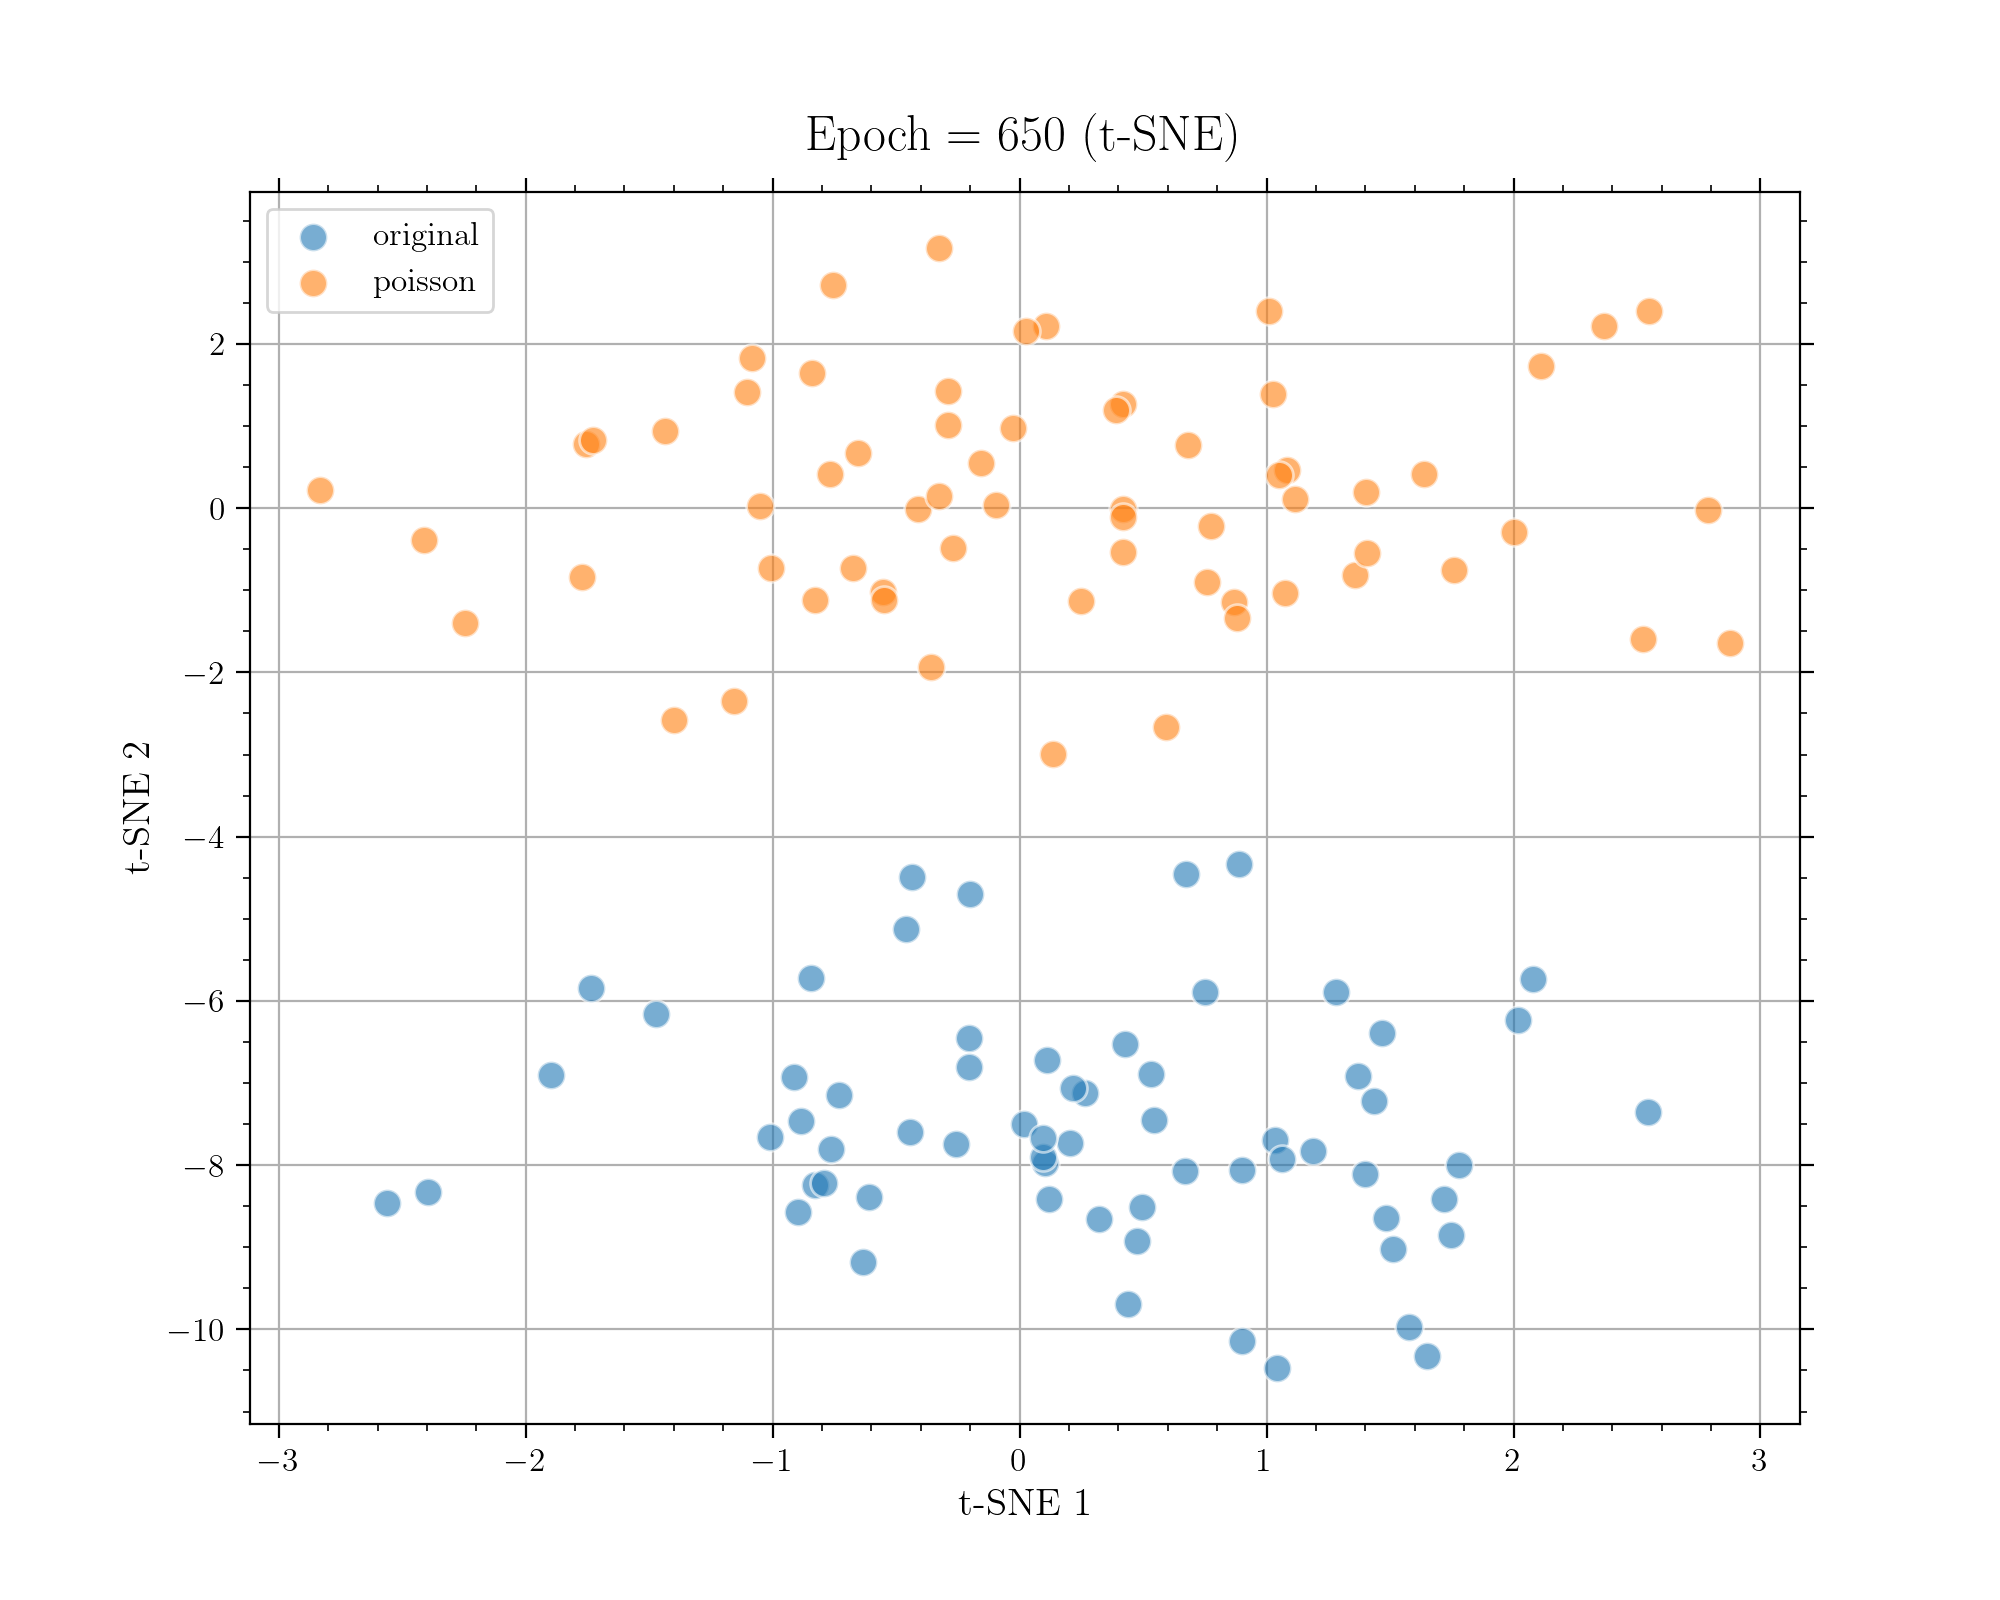 Epoch = 650 (t-SNE)
original
poisson
2
0
−2
−4
−6
−8
−10
t-SNE 2
−3 −2 −1 0 1 2 3
t-SNE 1